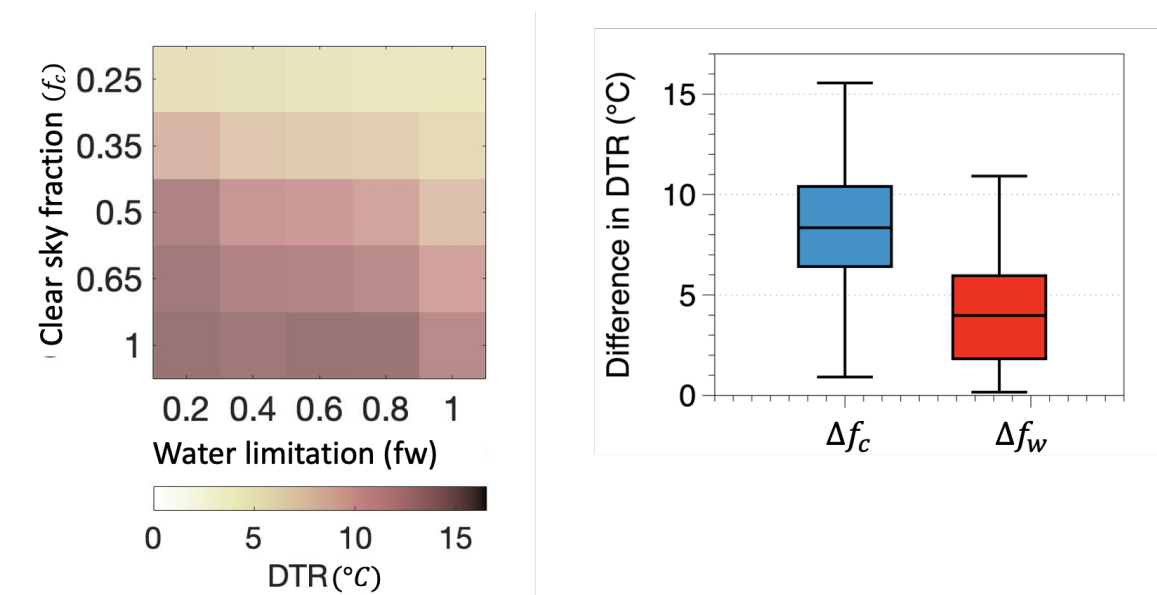 Clear sky fraction (fc)
0.25
0.35
0.5
0.65
1
0.2 0.4 0.6 0.8 1
Water limitation (fw)
0 5 10 15
DTR (°C)
Difference in DTR (°C)
15
10
5
0
Δfc Δfw